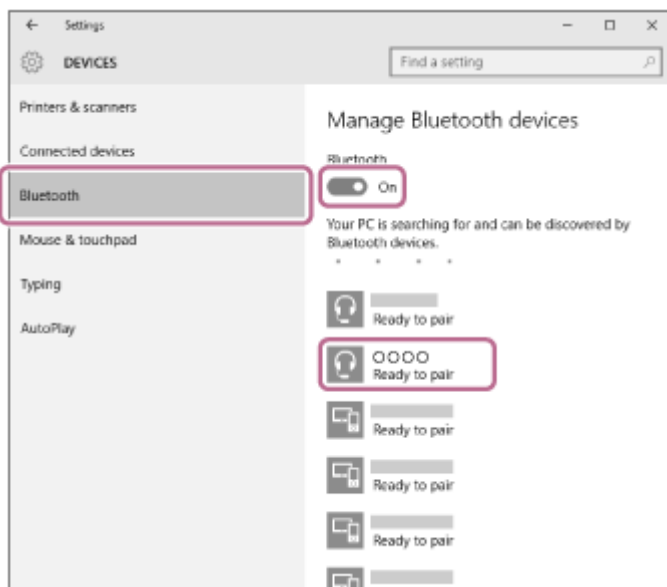 Settings
DEVICES
Find a setting
Printers & scanners
Connected devices
Bluetooth
Mouse & touchpad
Typing
AutoPlay
Manage Bluetooth devices
Bluetooth
On
Your PC is searching for and can be discovered by
Bluetooth devices.
Ready to pair
OOOO
Ready to pair
Ready to pair
Ready to pair
Ready to pair